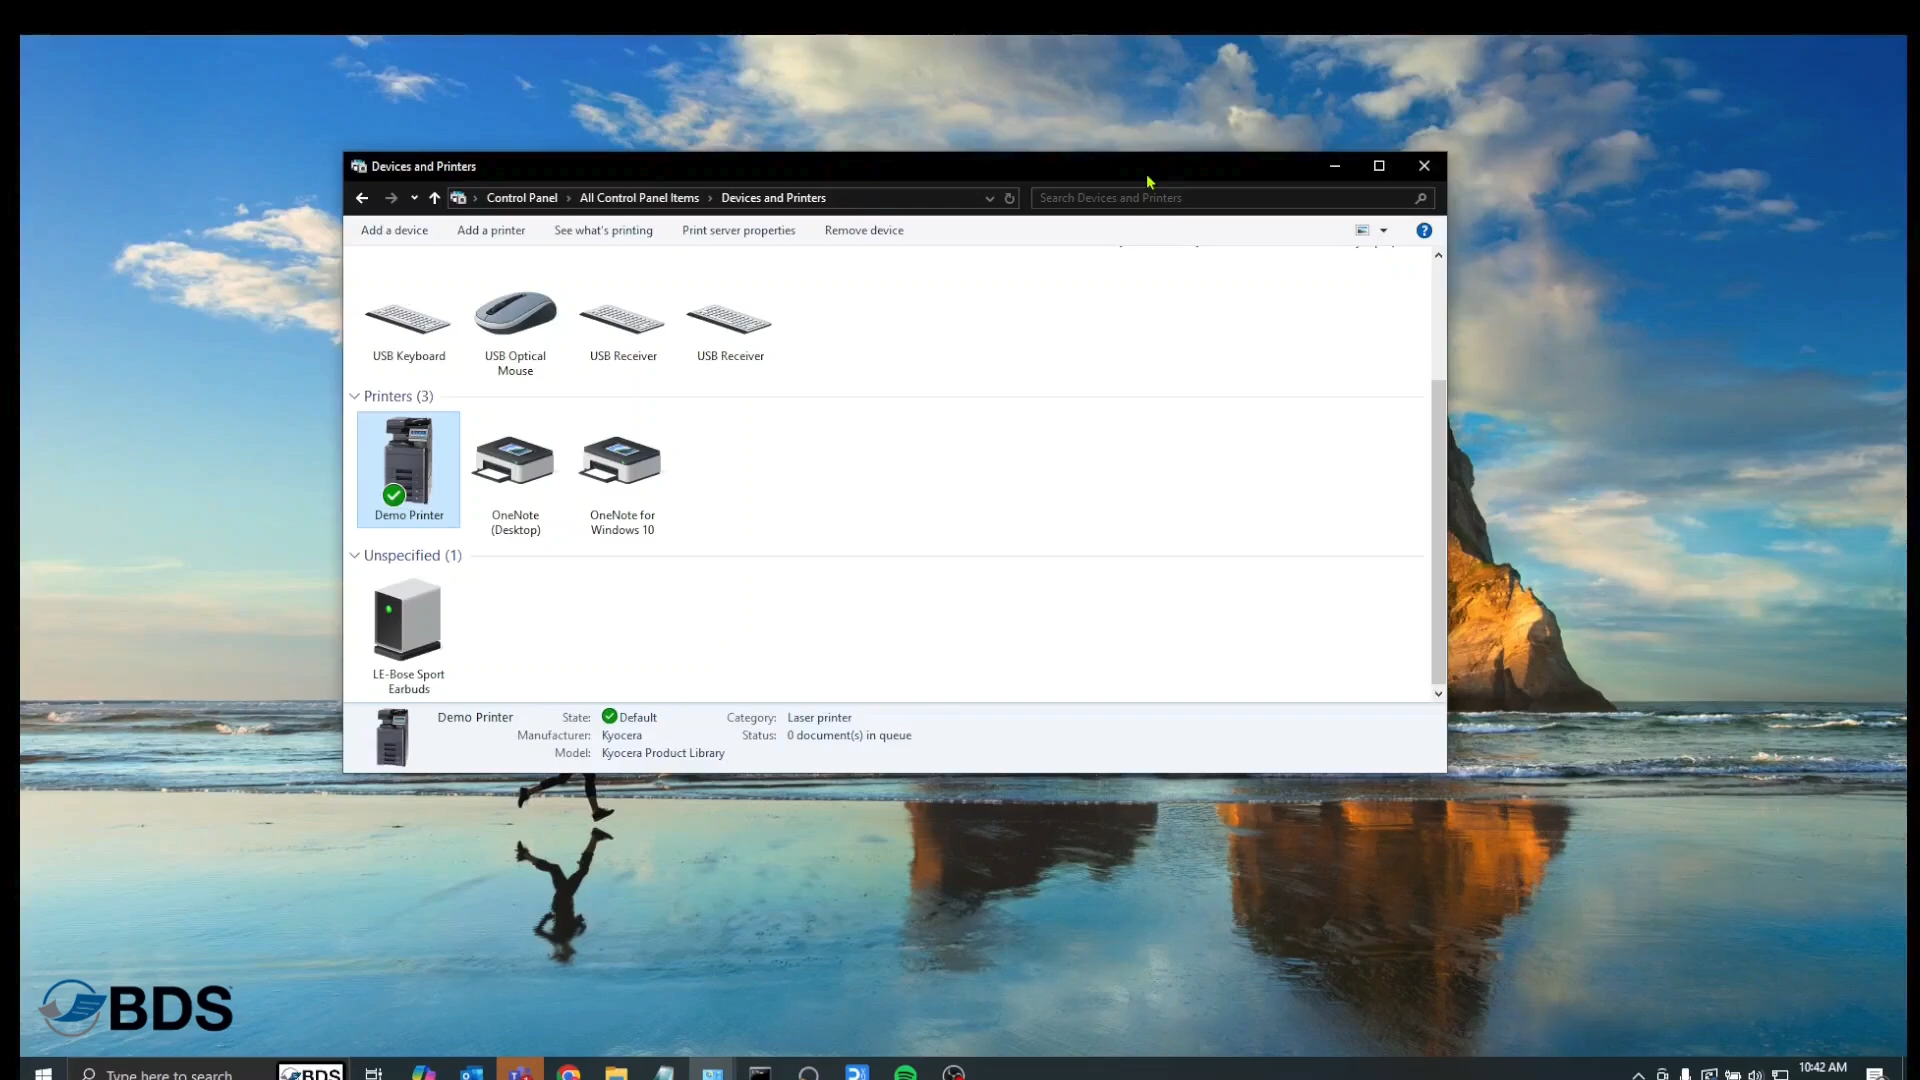 Devices and Printers
Control Panel > All Control Panel Items > Devices and Printers
Search Devices and Printers
Add a device
Add a printer
See what's printing
Print server properties
Remove device
USB Keyboard
USB Optical
Mouse
USB Receiver
USB Receiver
Printers (3)
Demo Printer
OneNote
(Desktop)
OneNote for
Windows 10
Unspecified (1)
LE-Bose Sport
Earbuds
Demo Printer
State: Default
Manufacturer: Kyocera
Model: Kyocera Product Library
Category: Laser printer
Status: 0 document(s) in queue
BDS
Type here to search
BDS
10:42 AM